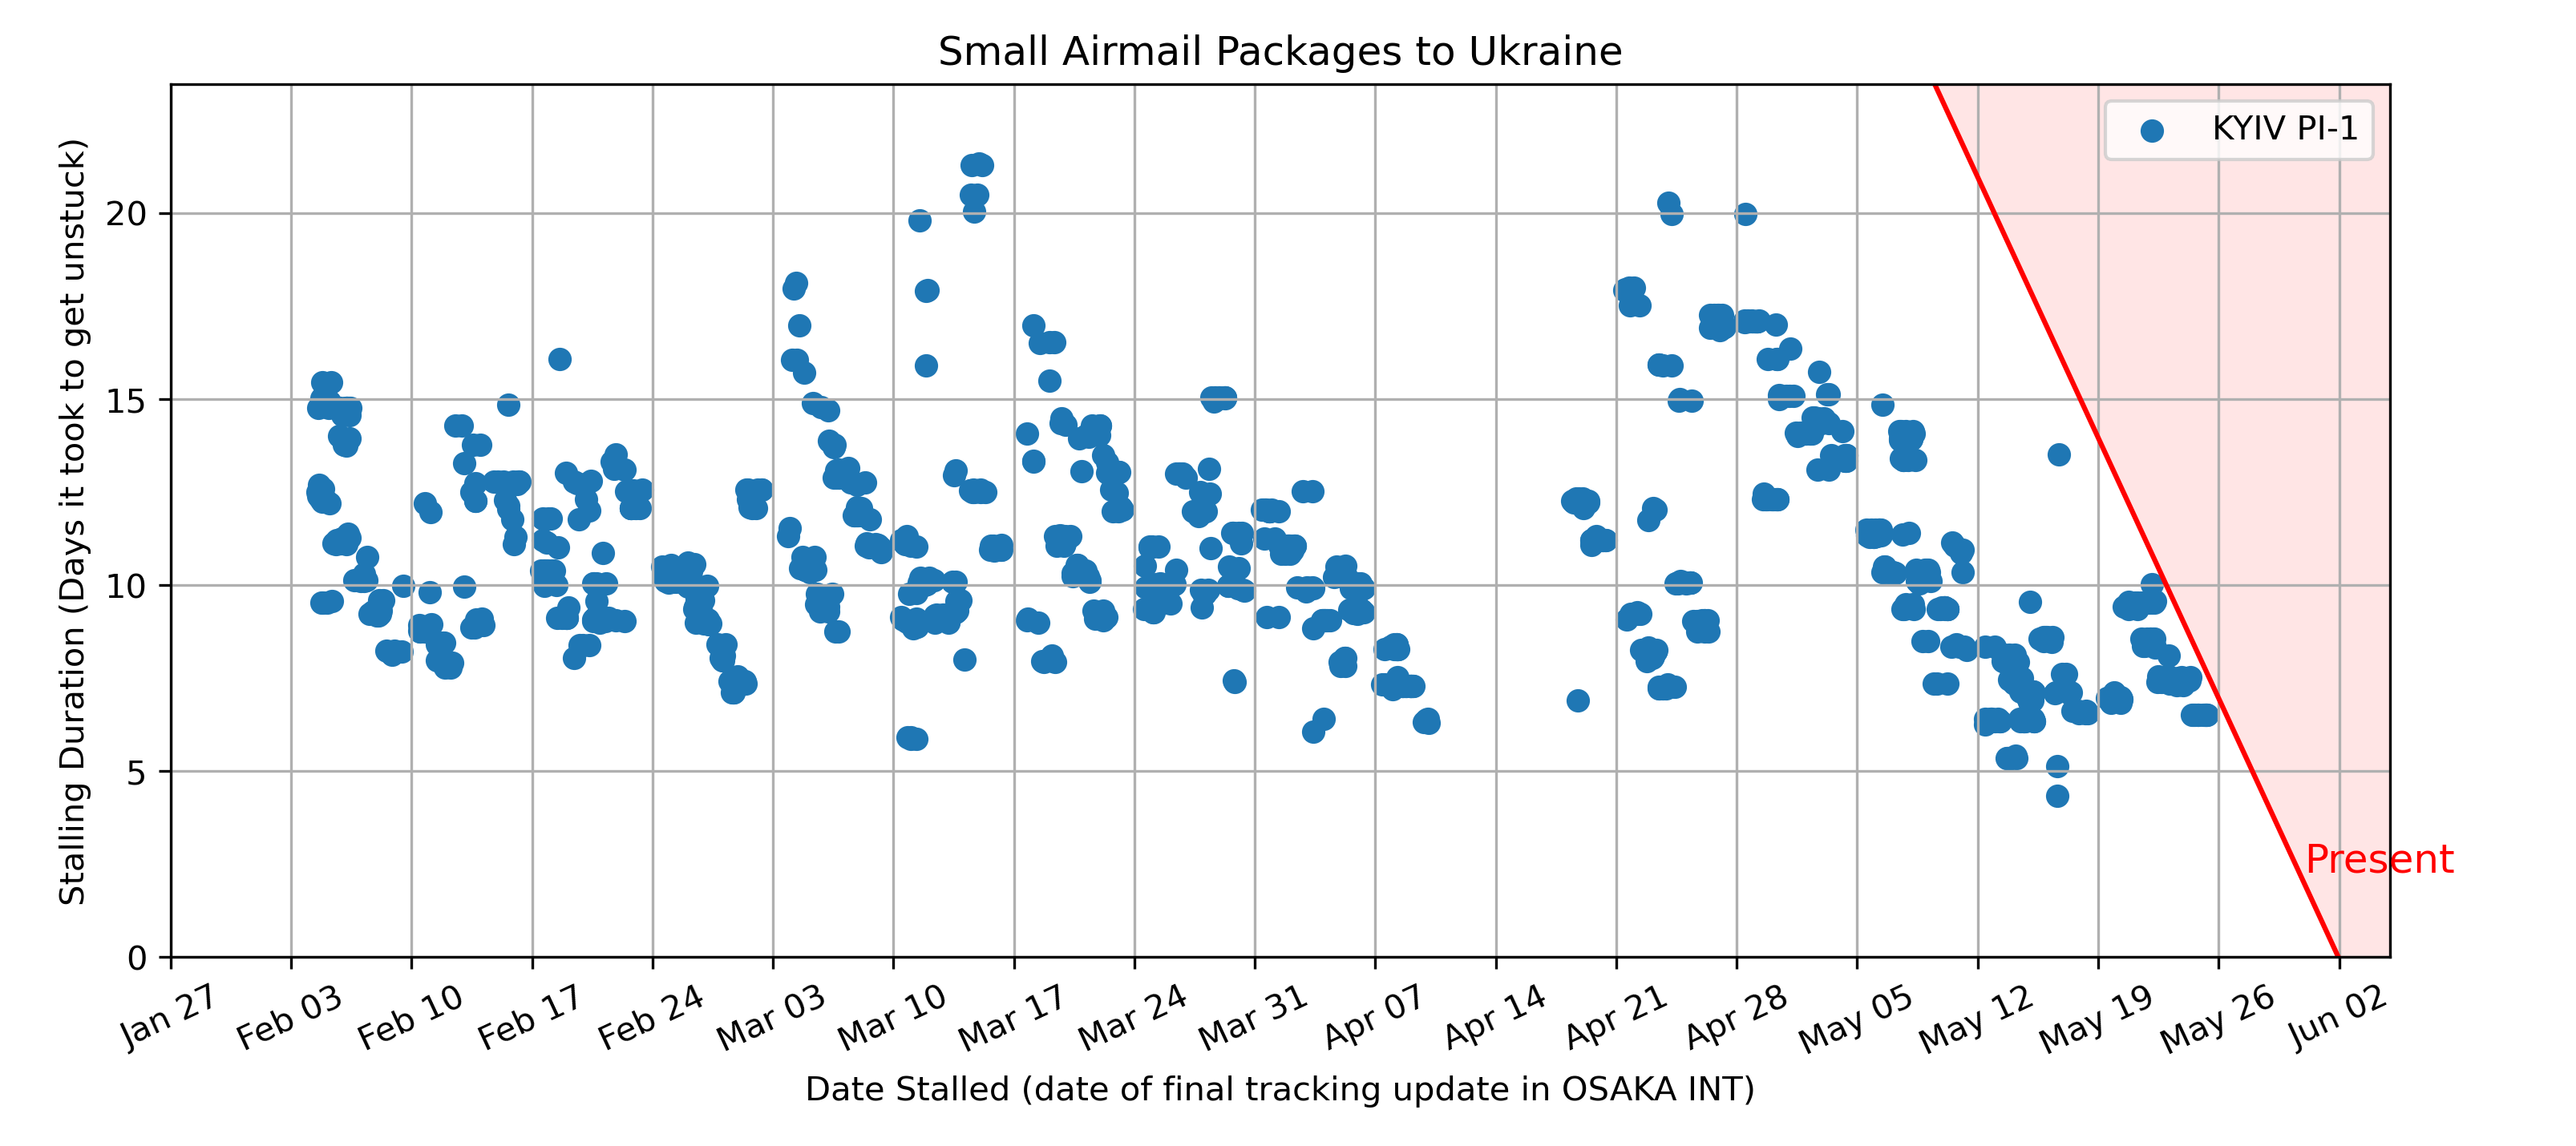 Small Airmail Packages to Ukraine
KYIV PI-1
Stalling Duration (Days it took to get unstuck)
20
15
10
5
0
Present
Jan 27
Feb 03
Feb 10
Feb 17
Feb 24
Mar 03
Mar 10
Mar 17
Mar 24
Mar 31
Apr 07
Apr 14
Apr 21
Apr 28
May 05
May 12
May 19
May 26
Jun 02
Date Stalled (date of final tracking update in OSAKA INT)